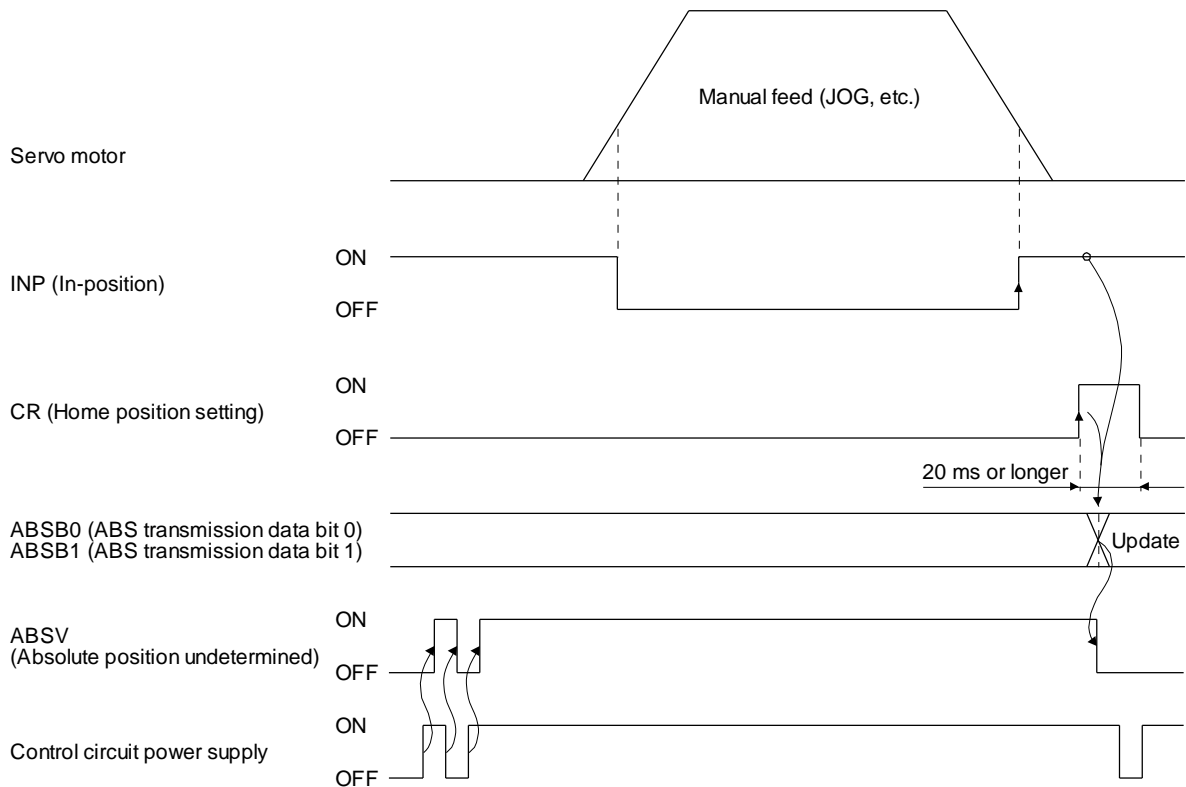 Manual feed (JOG, etc.)
Servo motor
ON
INP (In-position)
OFF
ON
CR (Home position setting)
OFF
20 ms or longer
ABSB0 (ABS transmission data bit 0)
ABSB1 (ABS transmission data bit 1)
Update
ON
ABSV
(Absolute position undetermined)
OFF
ON
Control circuit power supply
OFF